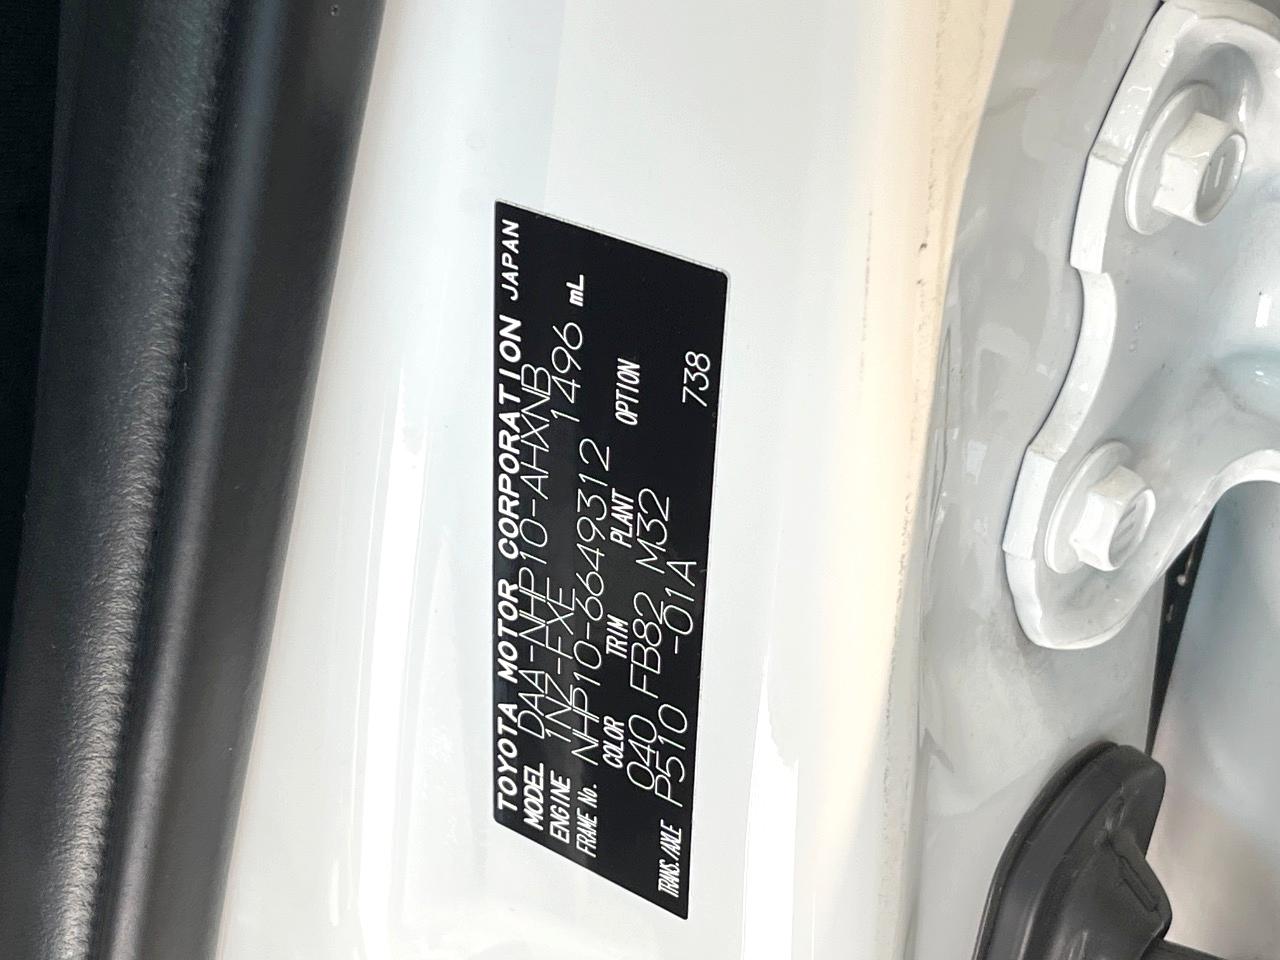 TOYOTA MOTOR CORPORATION JAPAN
MODEL DAA-NHP10-AHXNB
ENGINE 1NZ-FXE 1496 mL
FRAME No. NHP10-6649312
COLOR TRIM PLANT OPTION
040 FB82 M32
TRANS./AXLE P510 -01A 738